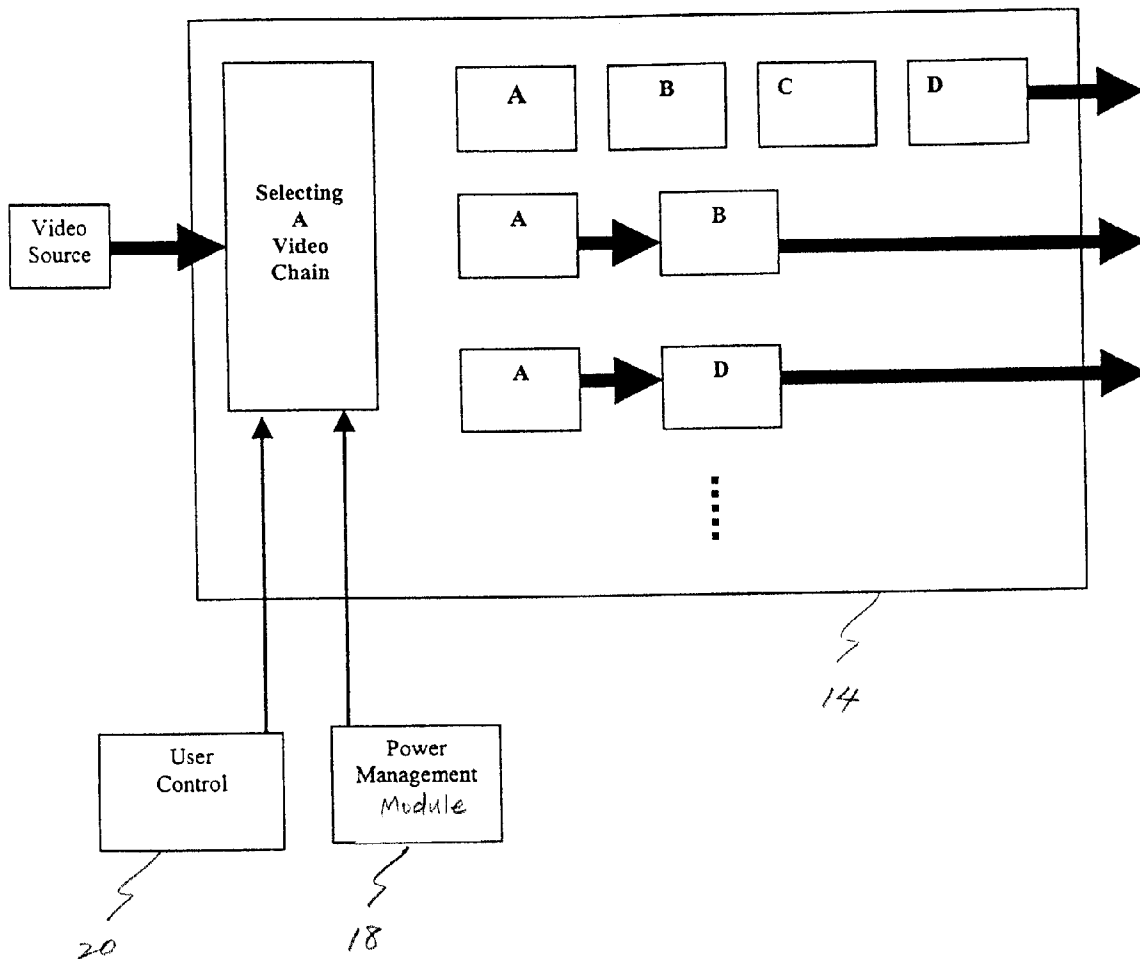 A B C D
Selecting
A
Video
Chain
Video
Source
A B
A D
14
User
Control
Power
Management
Module
20
18